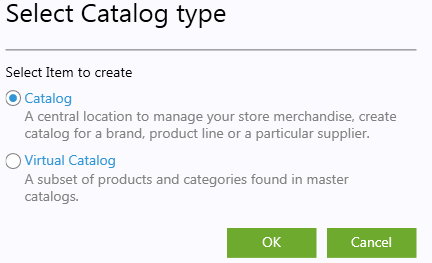 Select Catalog type
Select Item to create
Catalog
A central location to manage your store merchandise, create
catalog for a brand, product line or a particular supplier.
Virtual Catalog
A subset of products and categories found in master
catalogs.
OK
Cancel